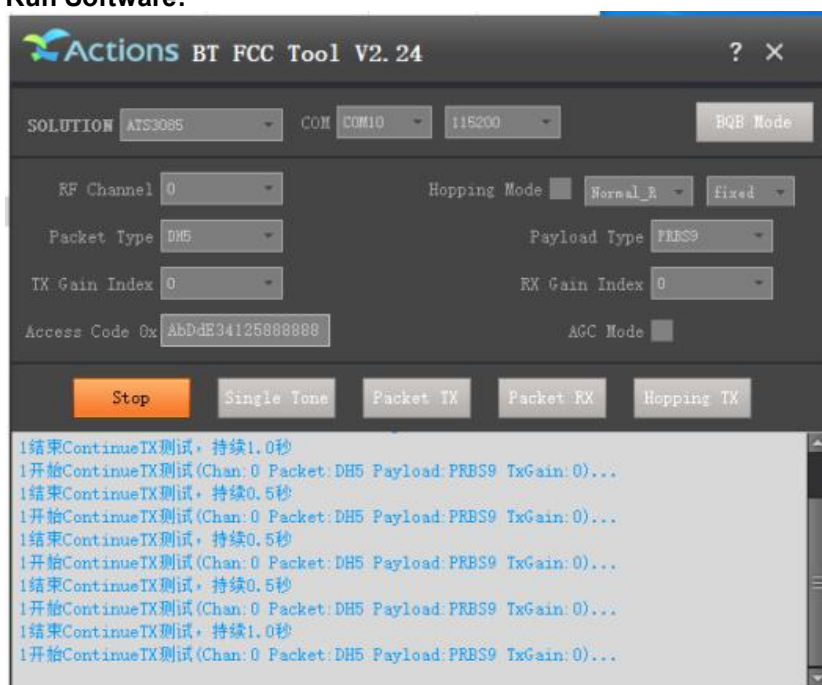 Run Software:
Actions BT FCC Tool V2.24 ? ×
SOLUTION ATS3085 COM COM10 115200 BQB Mode
RF Channel 0 Hopping Mode Normal_R fixed
Packet Type DH5 Payload Type PRBS9
TX Gain Index 0 RX Gain Index 0
Access Code 0x AbDdE34125888888 AGC Mode
Stop Single Tone Packet TX Packet RX Hopping TX
1结束ContinueTX测试，持续1.0秒
1开始ContinueTX测试(Chan:0 Packet:DH5 Payload:PRBS9 TxGain:0)...
1结束ContinueTX测试，持续0.5秒
1开始ContinueTX测试(Chan:0 Packet:DH5 Payload:PRBS9 TxGain:0)...
1结束ContinueTX测试，持续0.5秒
1开始ContinueTX测试(Chan:0 Packet:DH5 Payload:PRBS9 TxGain:0)...
1结束ContinueTX测试，持续0.5秒
1开始ContinueTX测试(Chan:0 Packet:DH5 Payload:PRBS9 TxGain:0)...
1结束ContinueTX测试，持续1.0秒
1开始ContinueTX测试(Chan:0 Packet:DH5 Payload:PRBS9 TxGain:0)...